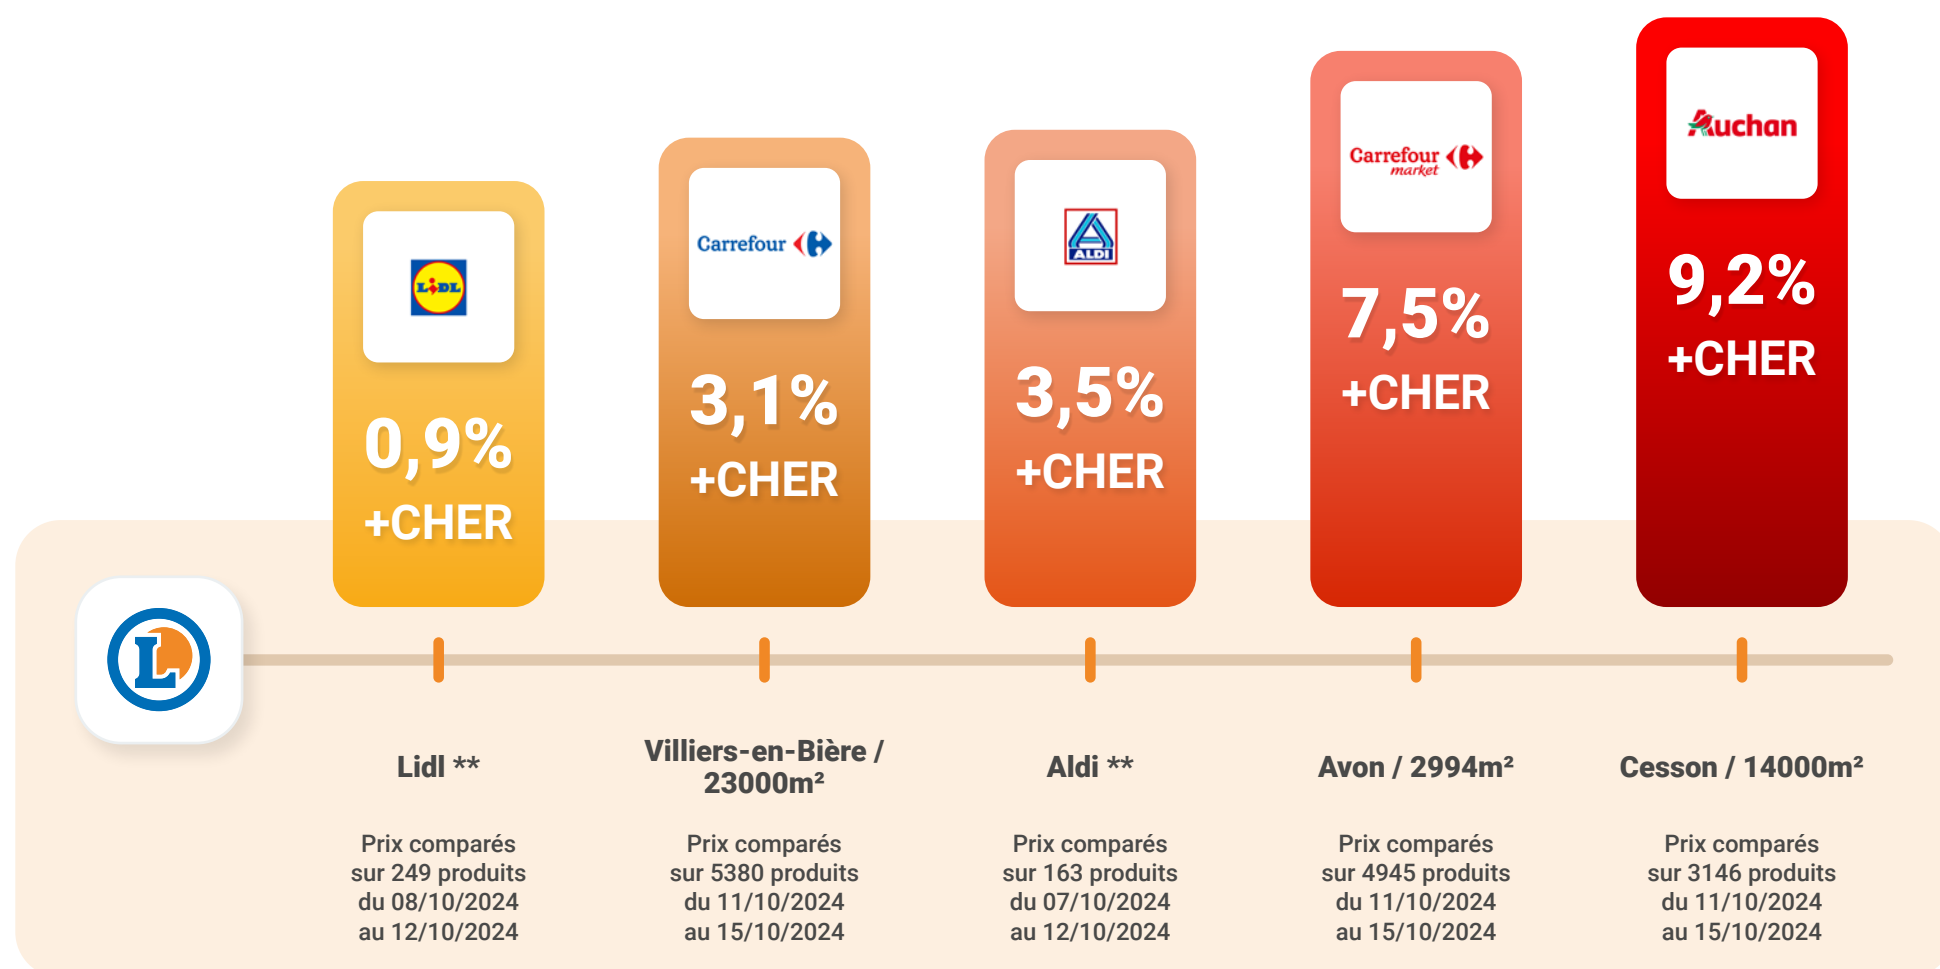 LIDL
0,9%
+CHER
Carrefour
3,1%
+CHER
ALDI
3,5%
+CHER
Carrefour
market
7,5%
+CHER
Auchan
9,2%
+CHER
L
Lidl **
Prix comparés
sur 249 produits
du 08/10/2024
au 12/10/2024
Villiers-en-Bière /
23000m²
Prix comparés
sur 5380 produits
du 11/10/2024
au 15/10/2024
Aldi **
Prix comparés
sur 163 produits
du 07/10/2024
au 12/10/2024
Avon / 2994m²
Prix comparés
sur 4945 produits
du 11/10/2024
au 15/10/2024
Cesson / 14000m²
Prix comparés
sur 3146 produits
du 11/10/2024
au 15/10/2024